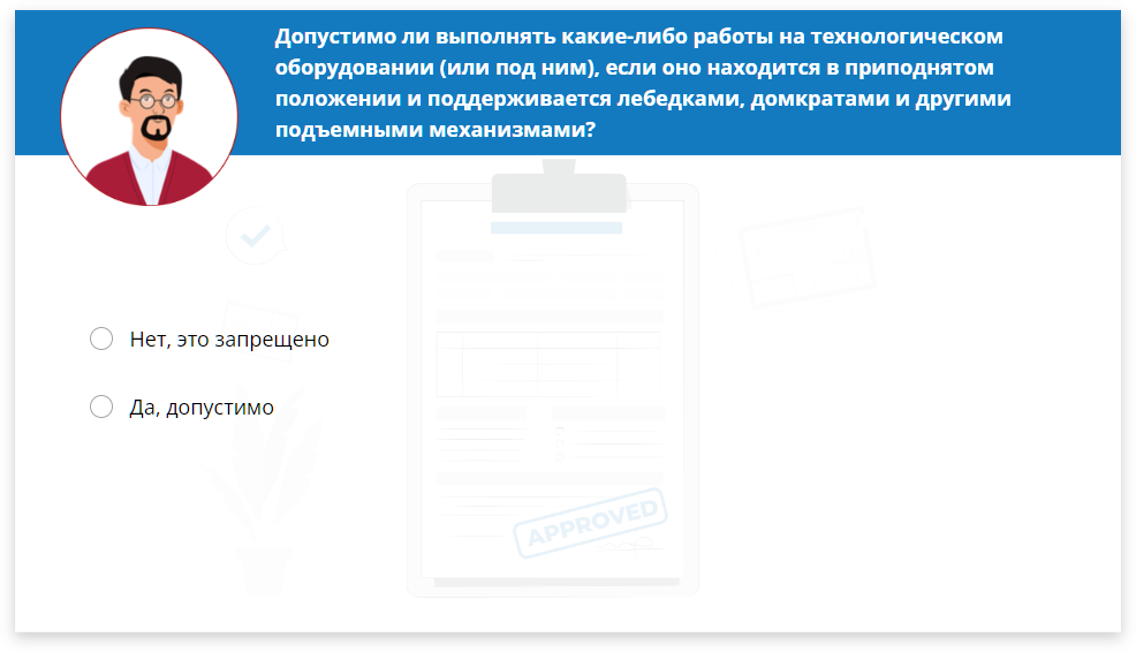 Допустимо ли выполнять какие-либо работы на технологическом
оборудовании (или под ним), если оно находится в приподнятом
положении и поддерживается лебедками, домкратами и другими
подъемными механизмами?
Нет, это запрещено
Да, допустимо
APPROVED